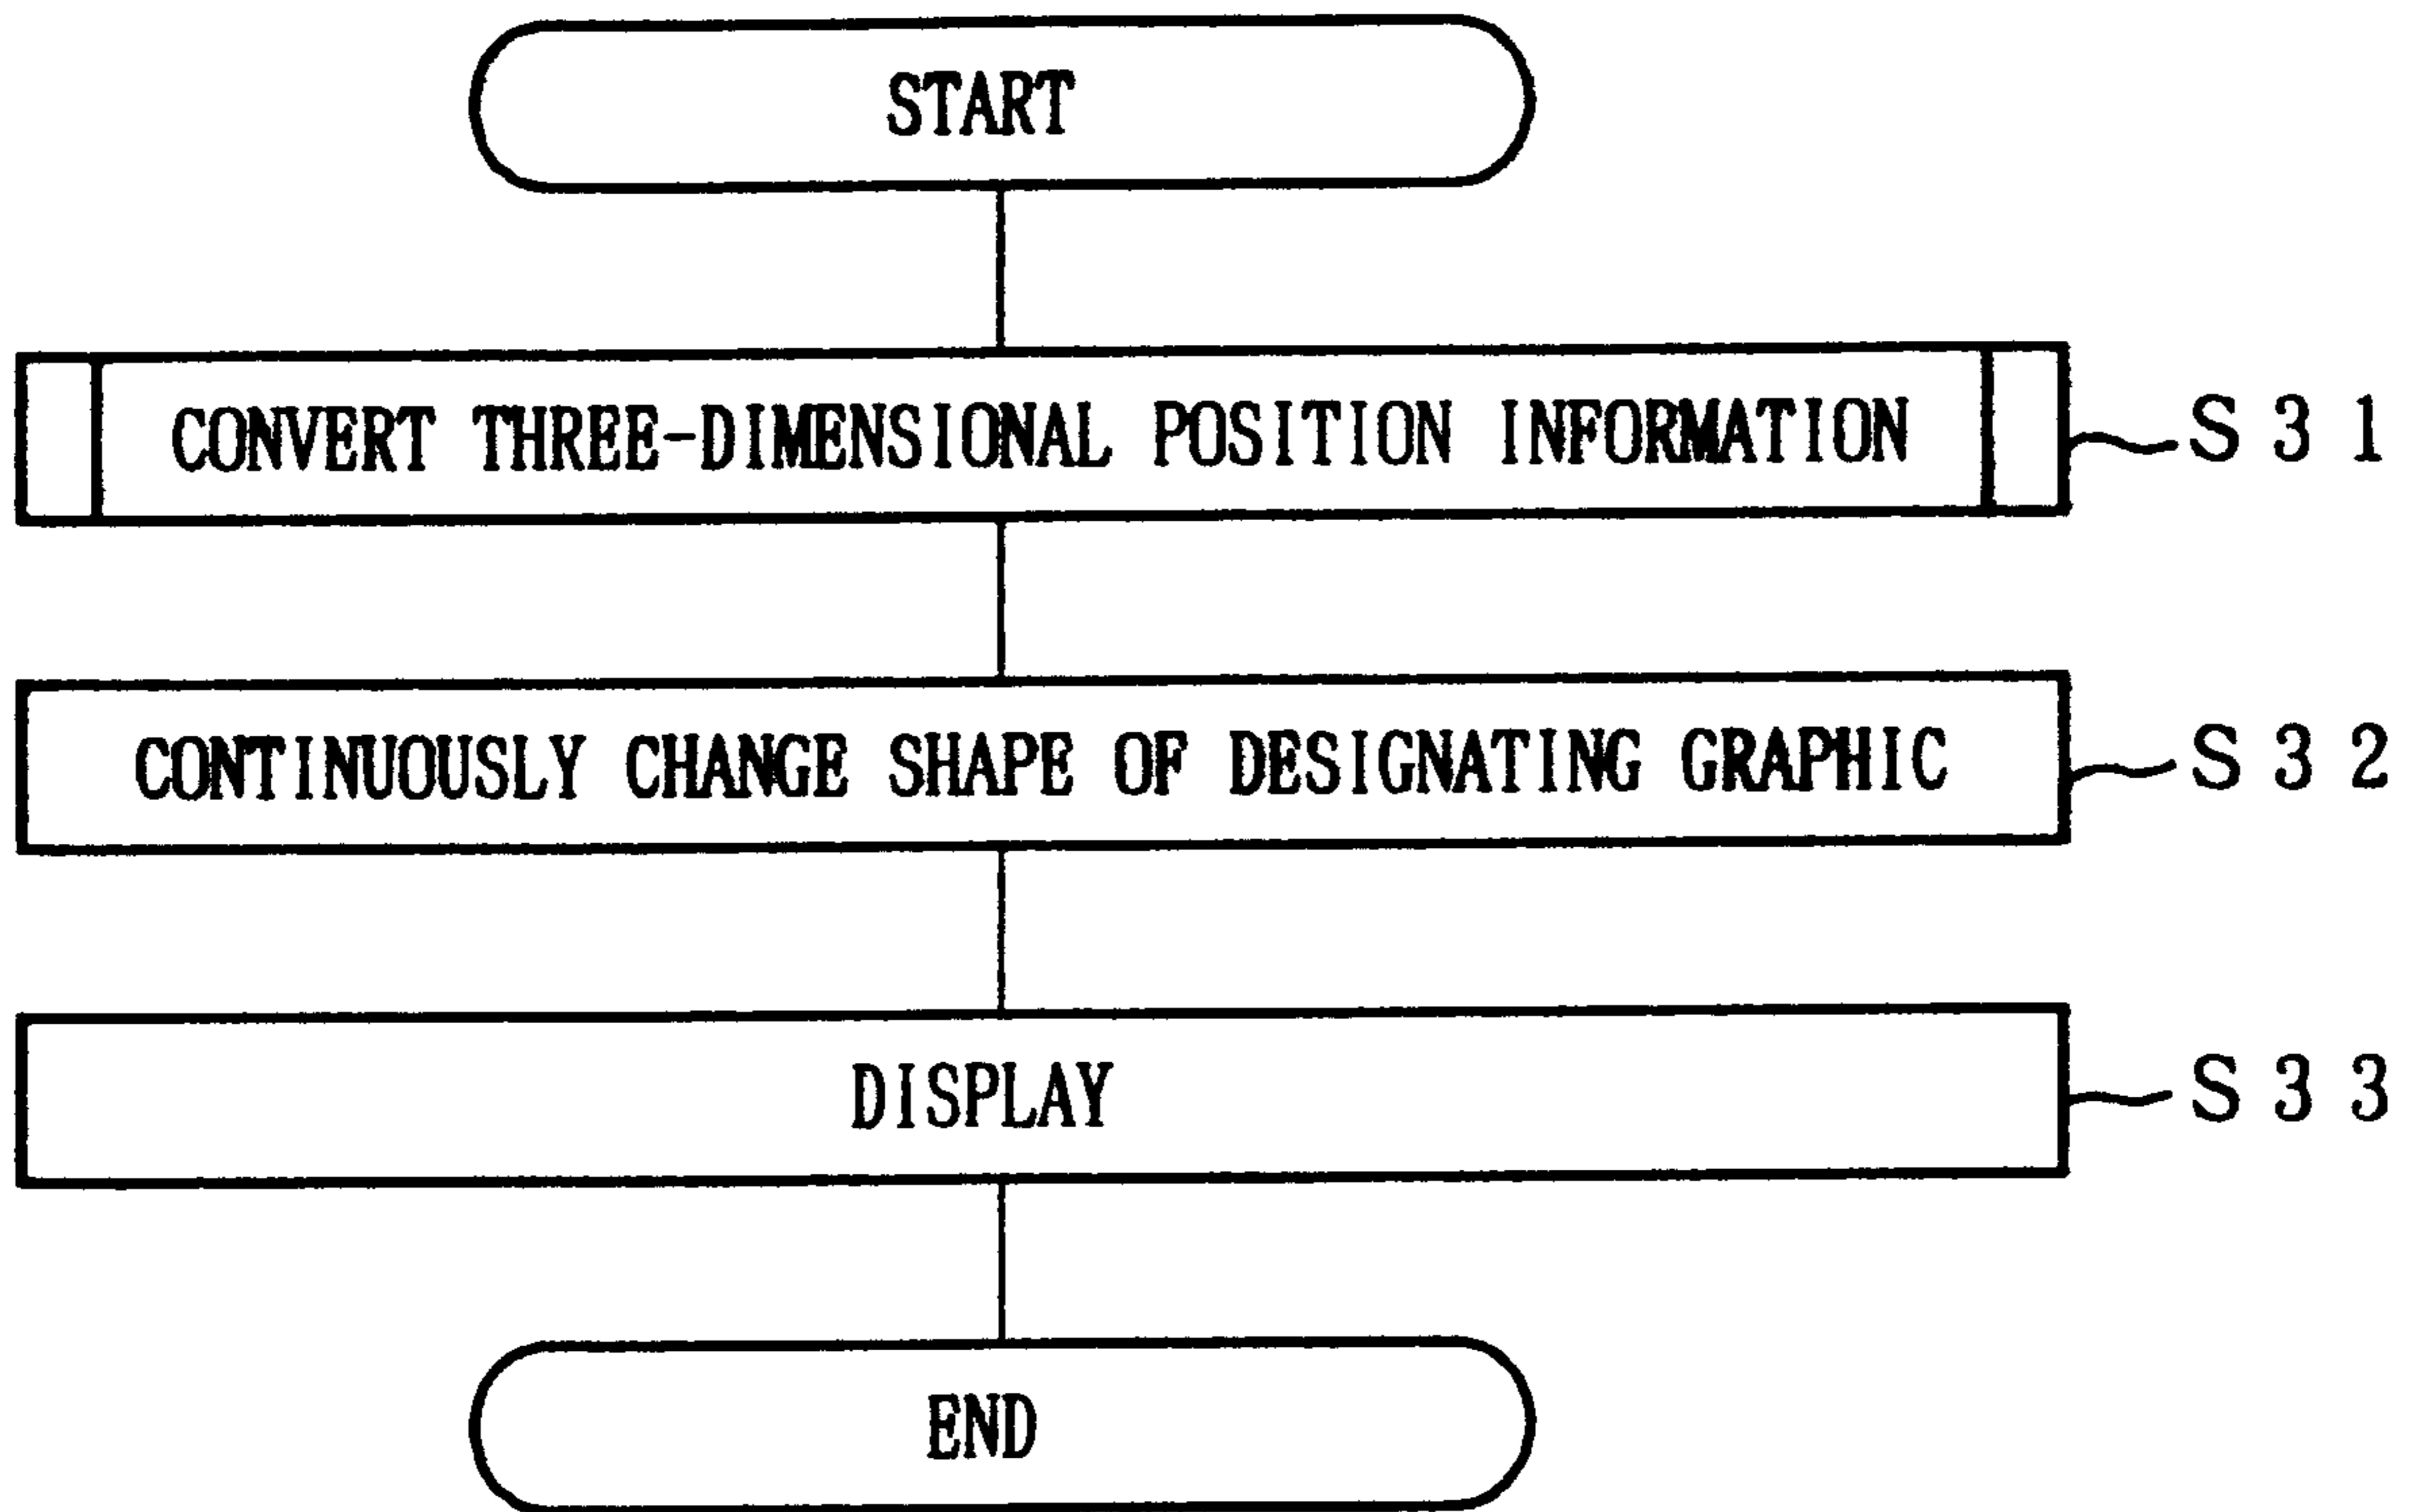 START
CONVERT THREE-DIMENSIONAL POSITION INFORMATION
S31
CONTINUOUSLY CHANGE SHAPE OF DESIGNATING GRAPHIC
S32
DISPLAY
S33
END